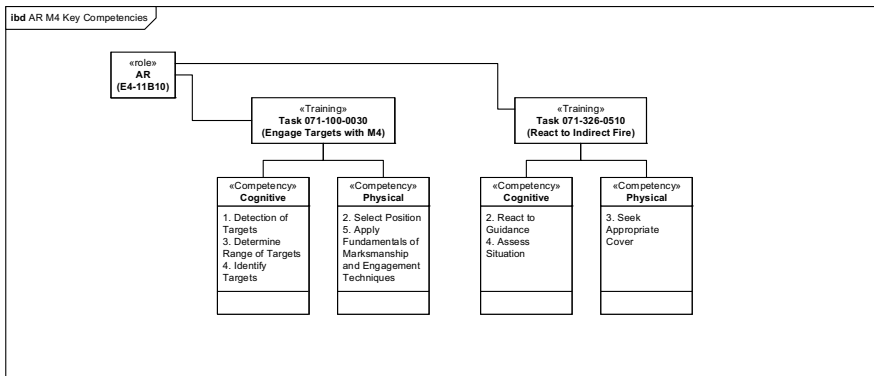 ibd AR M4 Key Competencies
«role»
AR
(E4-11B10)
«Training»
Task 071-100-0030
(Engage Targets with M4)
«Training»
Task 071-326-0510
(React to Indirect Fire)
«Competency»
Cognitive
1. Detection of
Targets
3. Determine
Range of Targets
4. Identify
Targets
«Competency»
Physical
2. Select Position
5. Apply
Fundamentals of
Marksmanship
and Engagement
Techniques
«Competency»
Cognitive
2. React to
Guidance
4. Assess
Situation
«Competency»
Physical
3. Seek
Appropriate
Cover